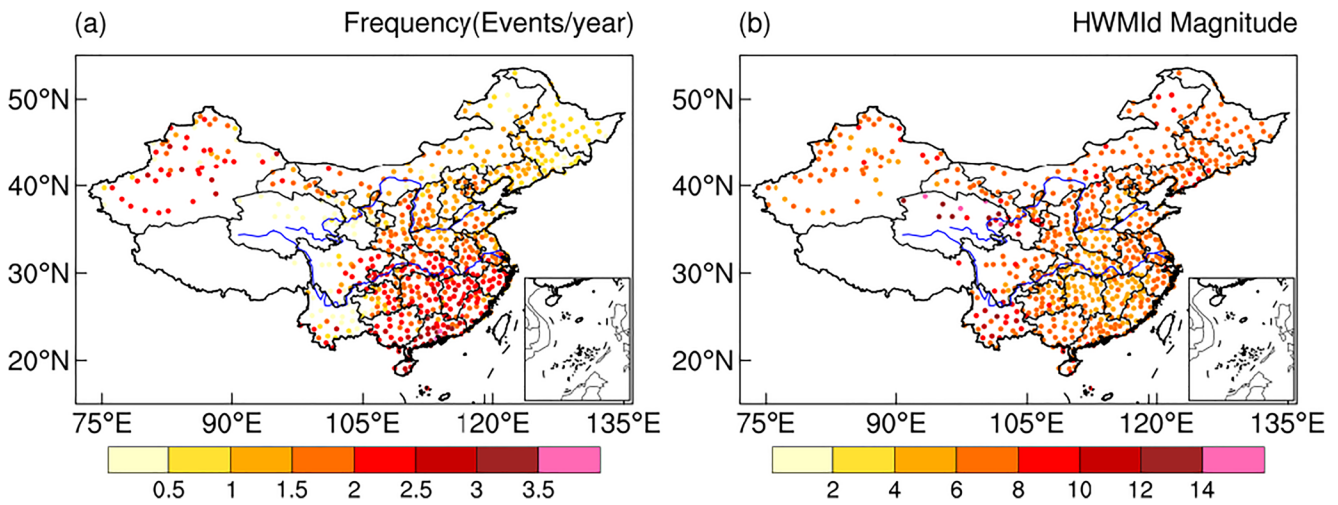 (a) Frequency(Events/year)
50°N
40°N
30°N
20°N
75°E 90°E 105°E 120°E 135°E
0.5 1 1.5 2 2.5 3 3.5
(b) HWMId Magnitude
50°N
40°N
30°N
20°N
75°E 90°E 105°E 120°E 135°E
2 4 6 8 10 12 14